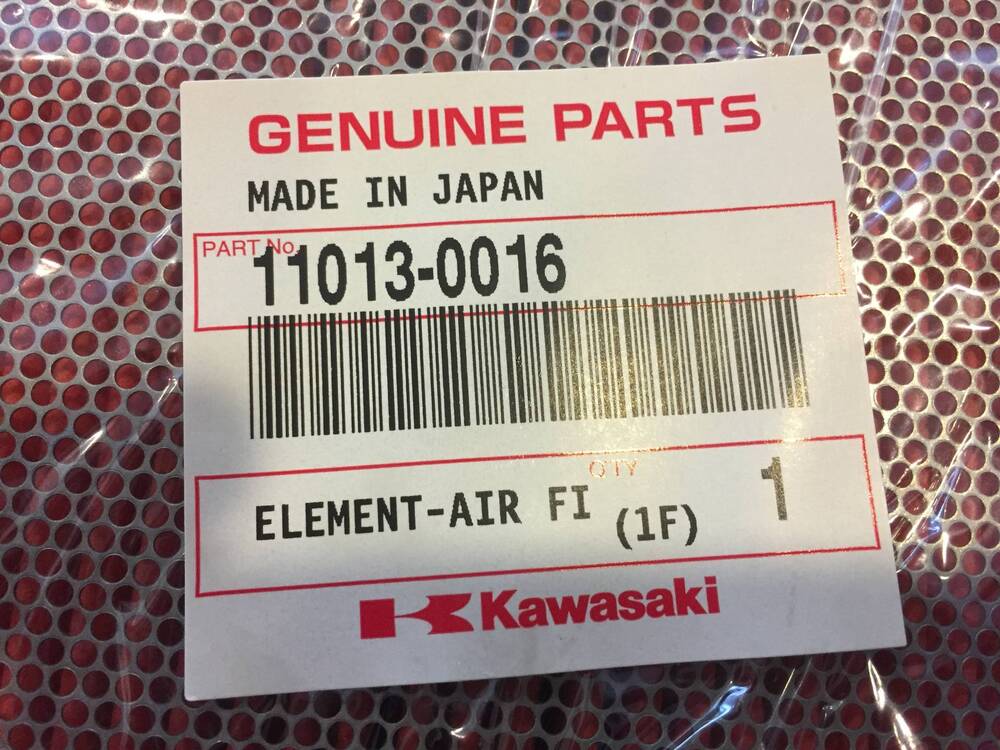 GENUINE PARTS
MADE IN JAPAN
PART No.
11013-0016
QTY
ELEMENT-AIR FI (1F) 1
Kawasaki